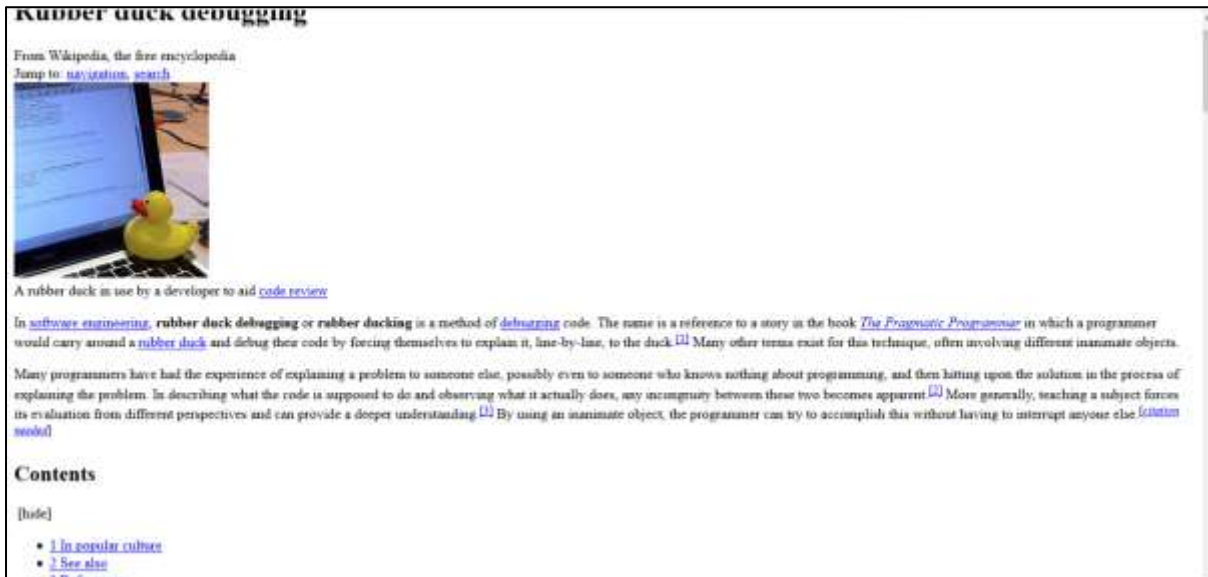 Rubber duck debugging
From Wikipedia, the free encyclopedia
Jump to: navigation, search
A rubber duck in use by a developer to aid code review
In software engineering, rubber duck debugging or rubber ducking is a method of debugging code. The name is a reference to a story in the book The Pragmatic Programmer in which a programmer
would carry around a rubber duck and debug their code by forcing themselves to explain it, line-by-line, to the duck.[1] Many other terms exist for this technique, often involving different inanimate objects.
Many programmers have had the experience of explaining a problem to someone else, possibly even to someone who knows nothing about programming, and then hitting upon the solution in the process of
explaining the problem. In describing what the code is supposed to do and observing what it actually does, any incongruity between these two becomes apparent.[2] More generally, teaching a subject forces
its evaluation from different perspectives and can provide a deeper understanding.[3] By using an inanimate object, the programmer can try to accomplish this without having to interrupt anyone else.[citation
needed]
Contents
[hide]
• 1 In popular culture
• 2 See also